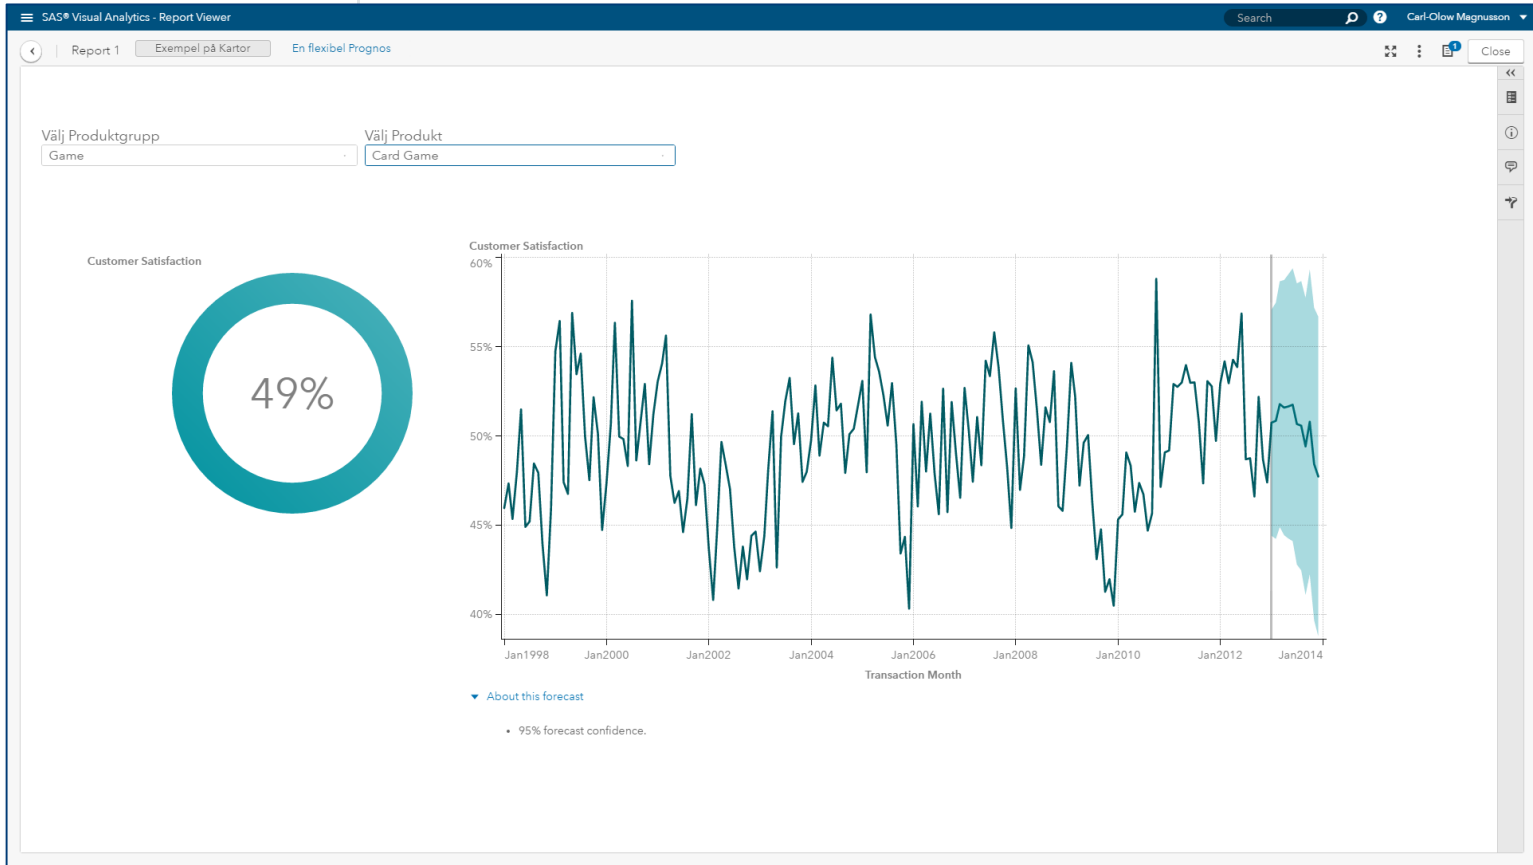 SAS® Visual Analytics - Report Viewer
Search
Carl-Olow Magnusson
Report 1
Exempel på Kartor
En flexibel Prognos
1
Close
Välj Produktgrupp
Välj Produkt
Game
Card Game
Customer Satisfaction
49%
Customer Satisfaction
60%
55%
50%
45%
40%
Jan1998 Jan2000 Jan2002 Jan2004 Jan2006 Jan2008 Jan2010 Jan2012 Jan2014
Transaction Month
About this forecast
• 95% forecast confidence.